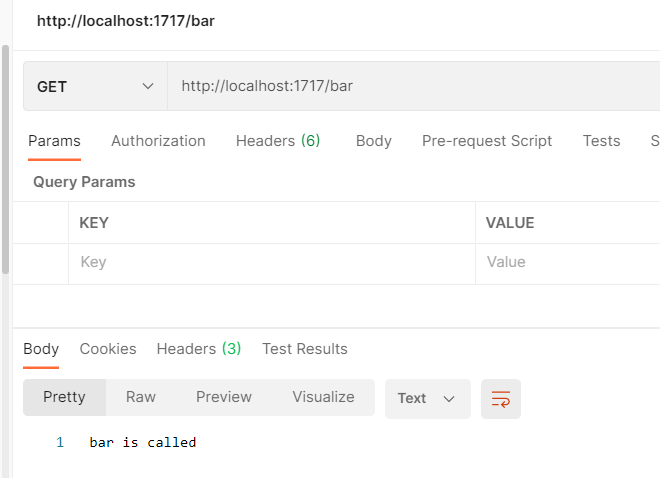 http://localhost:1717/bar
GET http://localhost:1717/bar
Params Authorization Headers (6) Body Pre-request Script Tests S
Query Params
KEY VALUE
Key Value
Body Cookies Headers (3) Test Results
Pretty Raw Preview Visualize Text
1 bar is called